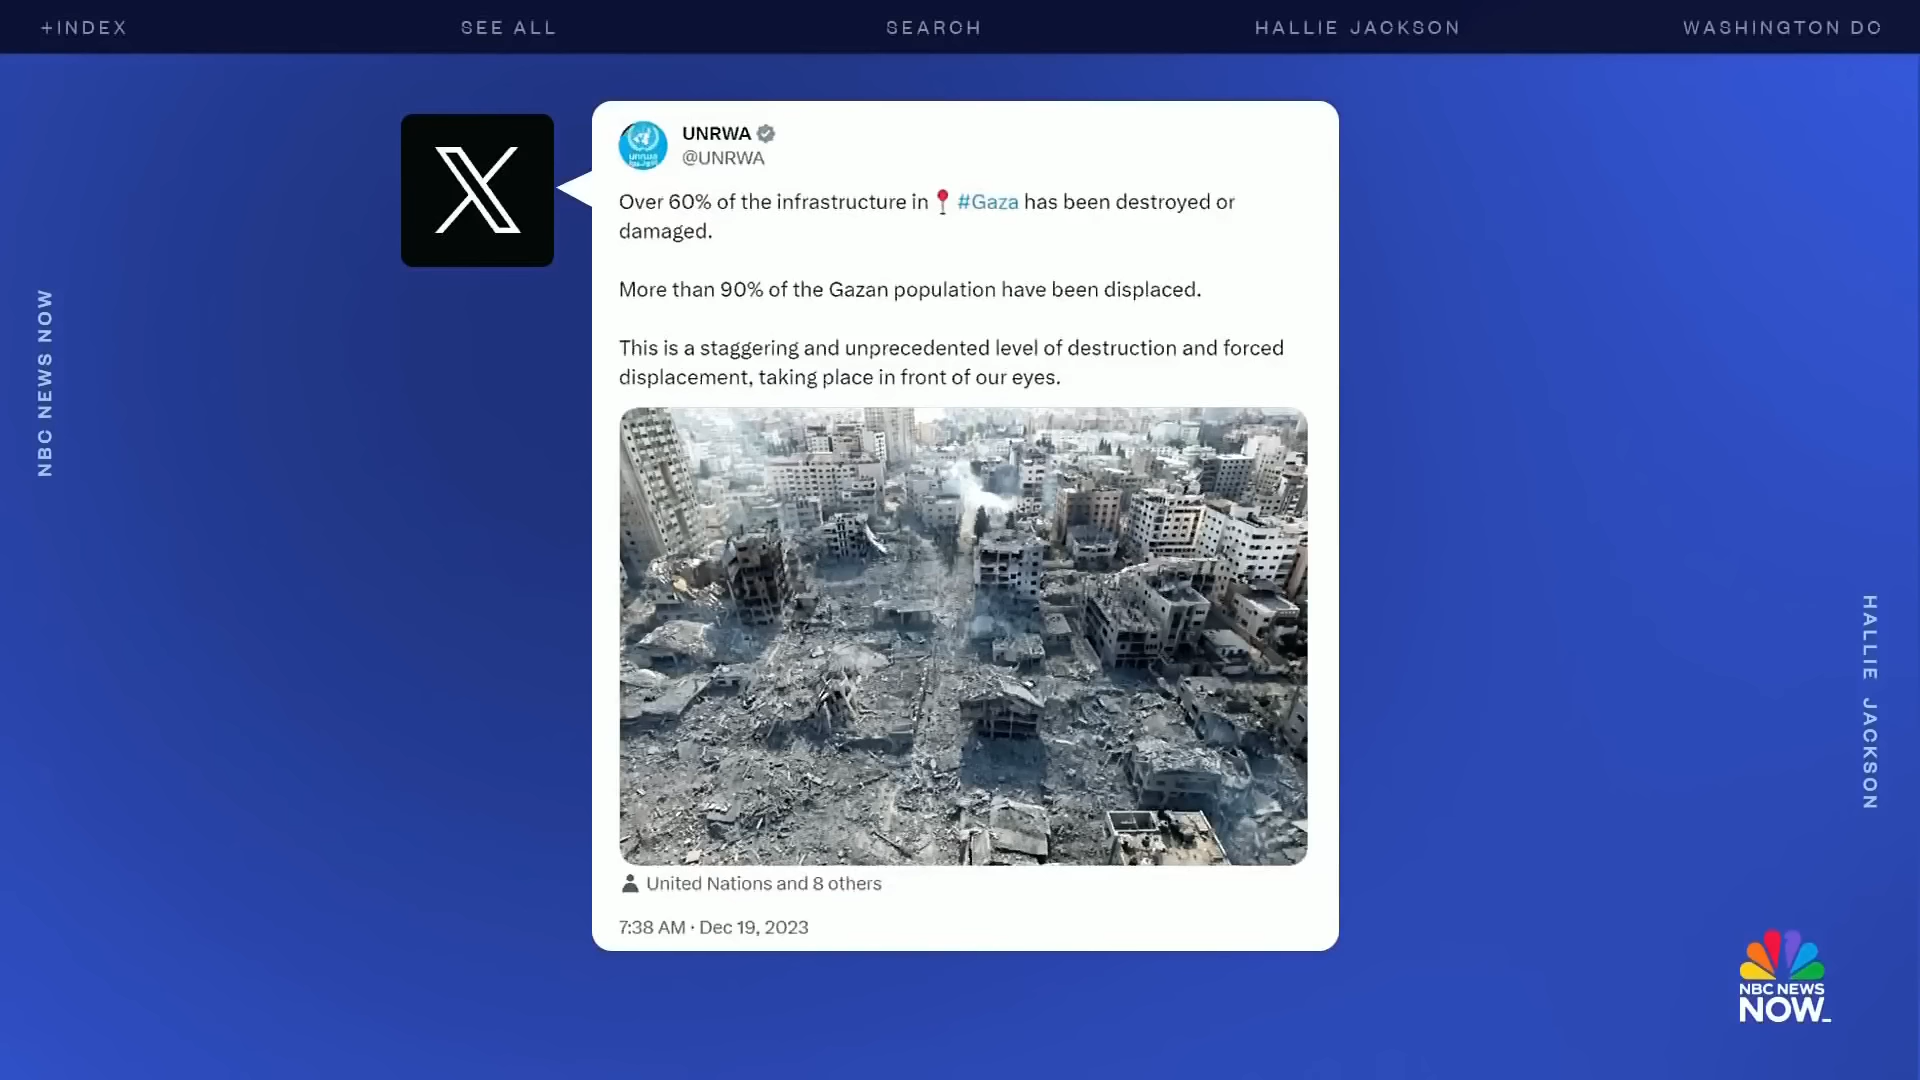 +INDEX
SEE ALL
SEARCH
HALLIE JACKSON
WASHINGTON DC
NBC NEWS NOW
UNRWA
@UNRWA
Over 60% of the infrastructure in📍 #Gaza has been destroyed or
damaged.
More than 90% of the Gazan population have been displaced.
This is a staggering and unprecedented level of destruction and forced
displacement, taking place in front of our eyes.
United Nations and 8 others
7:38 AM · Dec 19, 2023
HALLIE JACKSON
NBC NEWS
NOW_